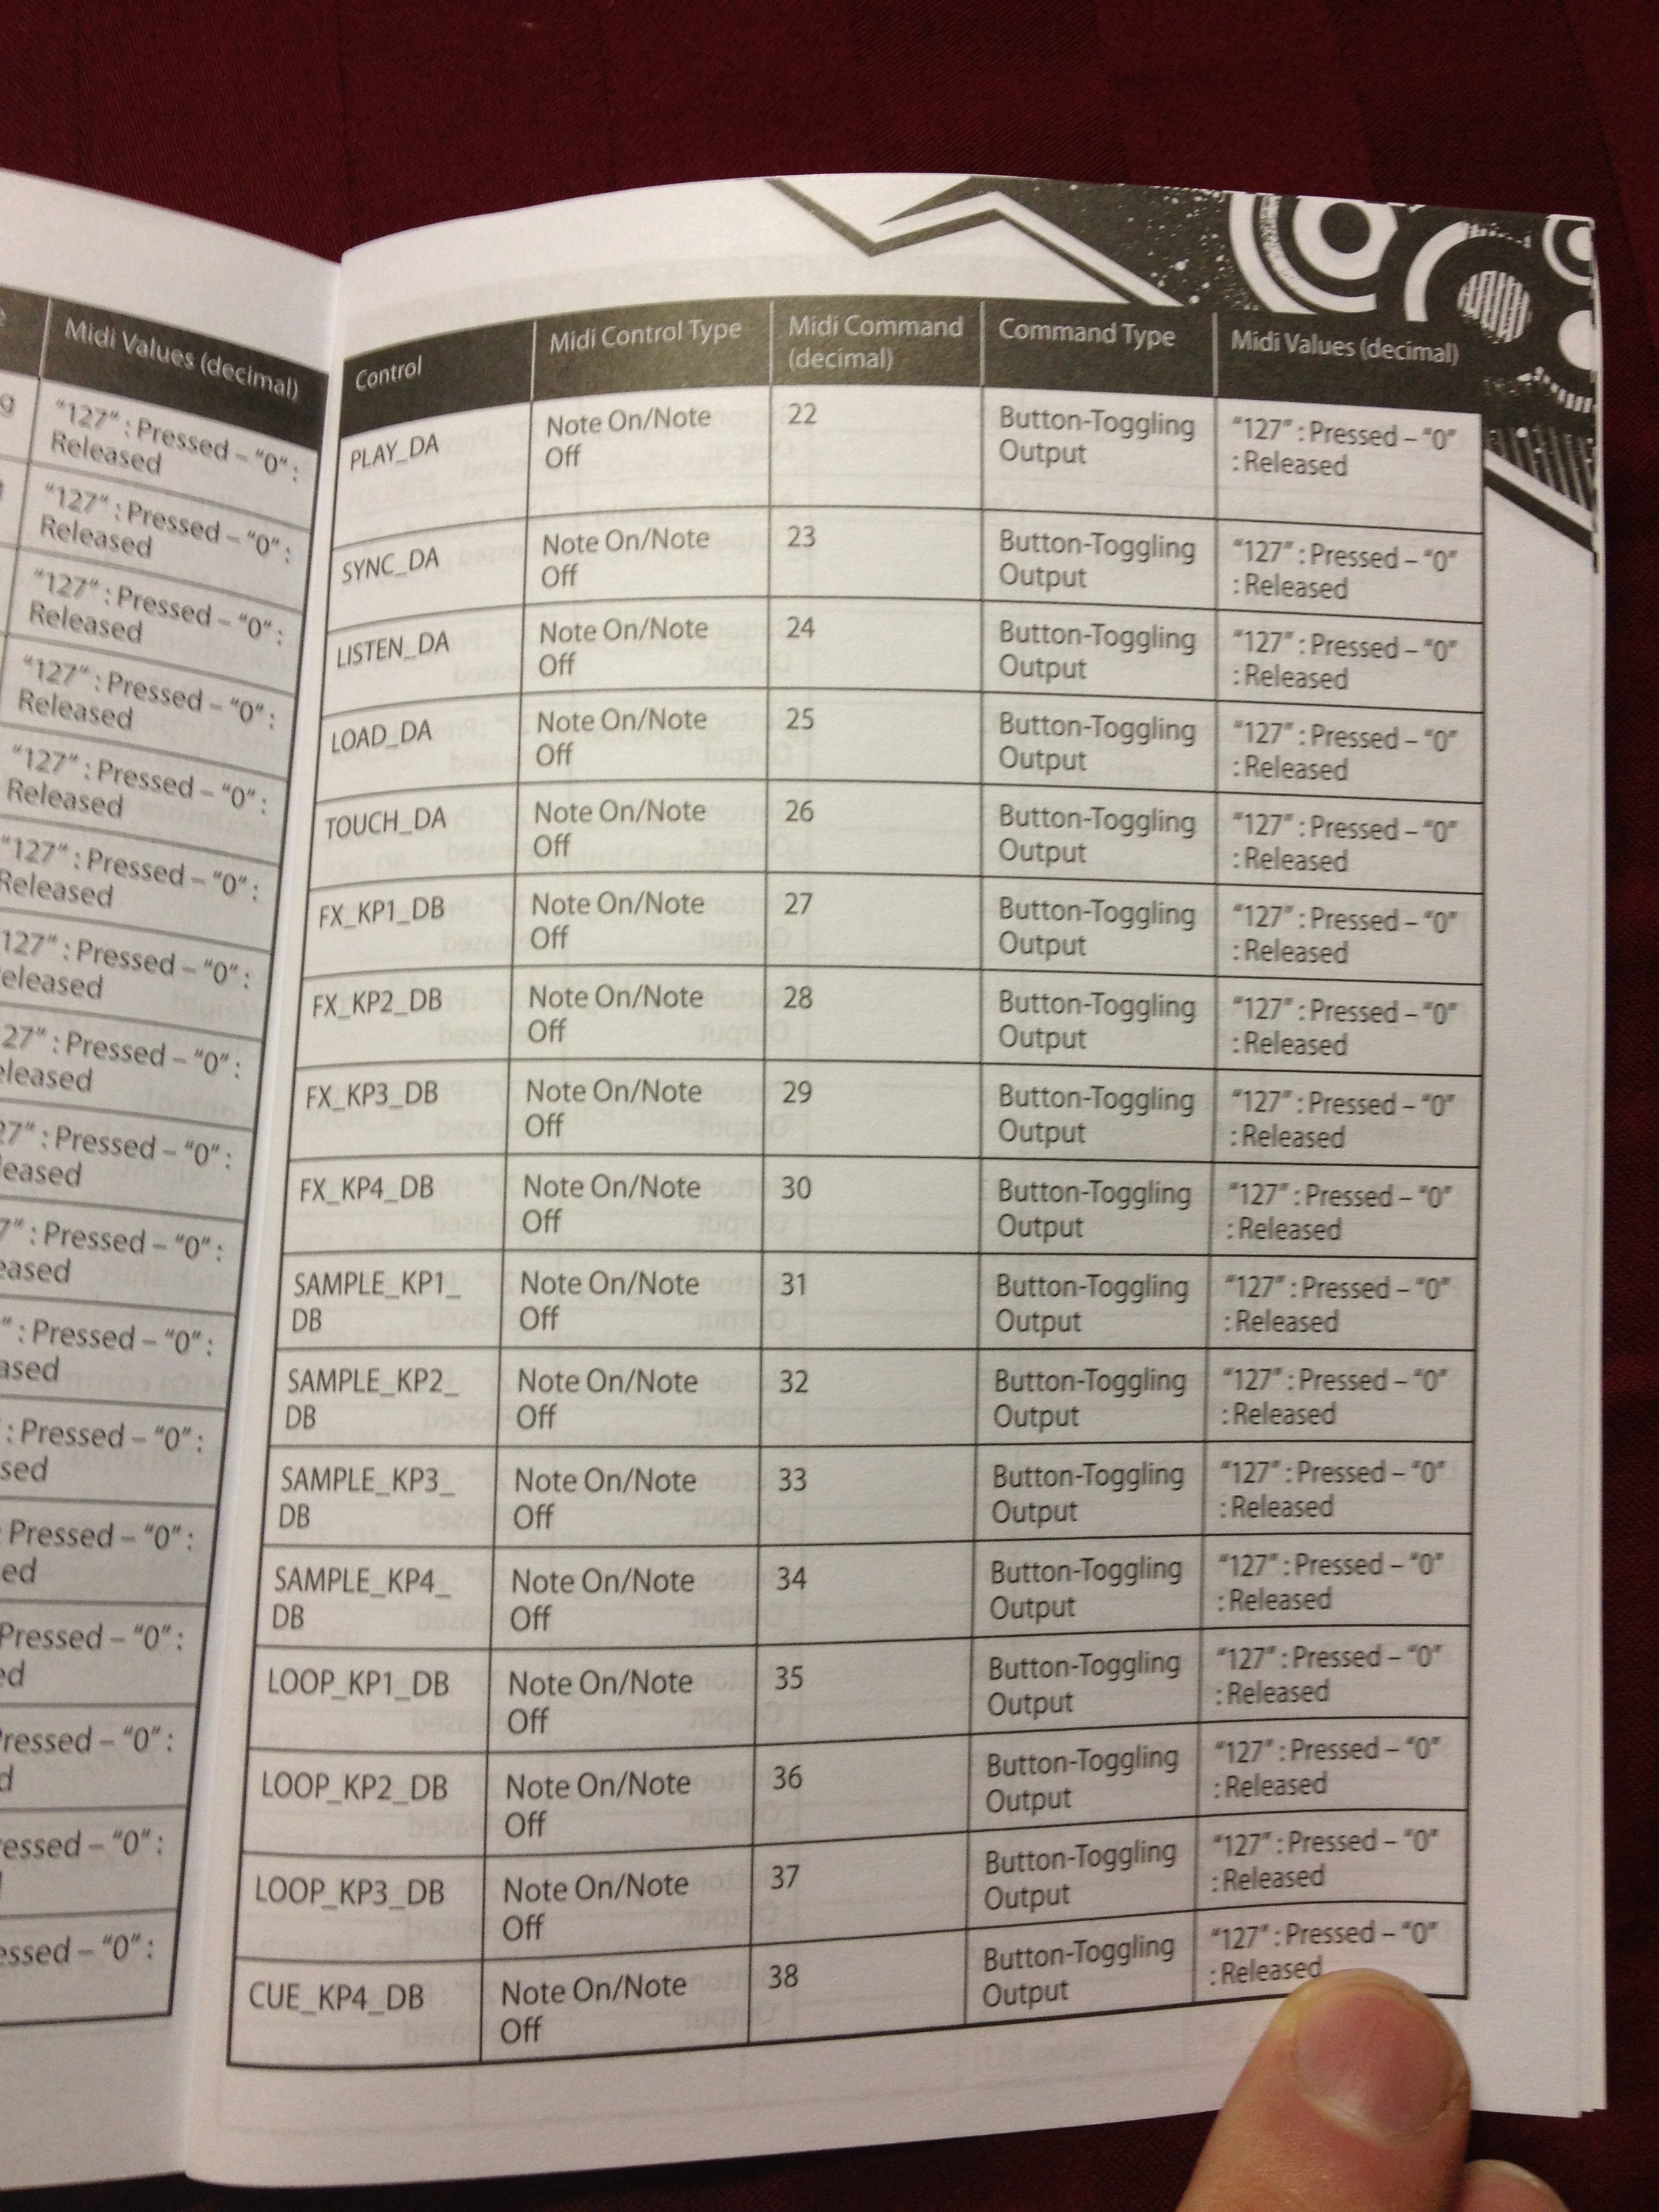 Midi Values (decimal)
"127" : Pressed – "0" :
Released
"127" : Pressed – "0" :
Released
"127" : Pressed – "0" :
Released
"127" : Pressed – "0" :
Released
"127" : Pressed – "0" :
Released
"127" : Pressed – "0" :
Released
127" : Pressed – "0" :
eleased
27" : Pressed – "0" :
eleased
27" : Pressed – "0" :
leased
7" : Pressed – "0" :
eased
" : Pressed – "0" :
ased
: Pressed – "0" :
sed
: Pressed – "0" :
ed
Pressed – "0" :
ed
ressed – "0" :
d
ressed – "0" :
essed – "0" :
Control
Midi Control Type
Midi Command
(decimal)
Command Type
Midi Values (decimal)
PLAY_DA
Note On/Note
Off
22
Button-Toggling
Output
"127" : Pressed – "0"
: Released
SYNC_DA
Note On/Note
Off
23
Button-Toggling
Output
"127" : Pressed – "0"
: Released
LISTEN_DA
Note On/Note
Off
24
Button-Toggling
Output
"127" : Pressed – "0"
: Released
LOAD_DA
Note On/Note
Off
25
Button-Toggling
Output
"127" : Pressed – "0"
: Released
TOUCH_DA
Note On/Note
Off
26
Button-Toggling
Output
"127" : Pressed – "0"
: Released
FX_KP1_DB
Note On/Note
Off
27
Button-Toggling
Output
"127" : Pressed – "0"
: Released
FX_KP2_DB
Note On/Note
Off
28
Button-Toggling
Output
"127" : Pressed – "0"
: Released
FX_KP3_DB
Note On/Note
Off
29
Button-Toggling
Output
"127" : Pressed – "0"
: Released
FX_KP4_DB
Note On/Note
Off
30
Button-Toggling
Output
"127" : Pressed – "0"
: Released
SAMPLE_KP1_
DB
Note On/Note
Off
31
Button-Toggling
Output
"127" : Pressed – "0"
: Released
SAMPLE_KP2_
DB
Note On/Note
Off
32
Button-Toggling
Output
"127" : Pressed – "0"
: Released
SAMPLE_KP3_
DB
Note On/Note
Off
33
Button-Toggling
Output
"127" : Pressed – "0"
: Released
SAMPLE_KP4_
DB
Note On/Note
Off
34
Button-Toggling
Output
"127" : Pressed – "0"
: Released
LOOP_KP1_DB
Note On/Note
Off
35
Button-Toggling
Output
"127" : Pressed – "0"
: Released
LOOP_KP2_DB
Note On/Note
Off
36
Button-Toggling
Output
"127" : Pressed – "0"
: Released
LOOP_KP3_DB
Note On/Note
Off
37
Button-Toggling
Output
"127" : Pressed – "0"
: Released
CUE_KP4_DB
Note On/Note
Off
38
Button-Toggling
Output
"127" : Pressed – "0"
: Released